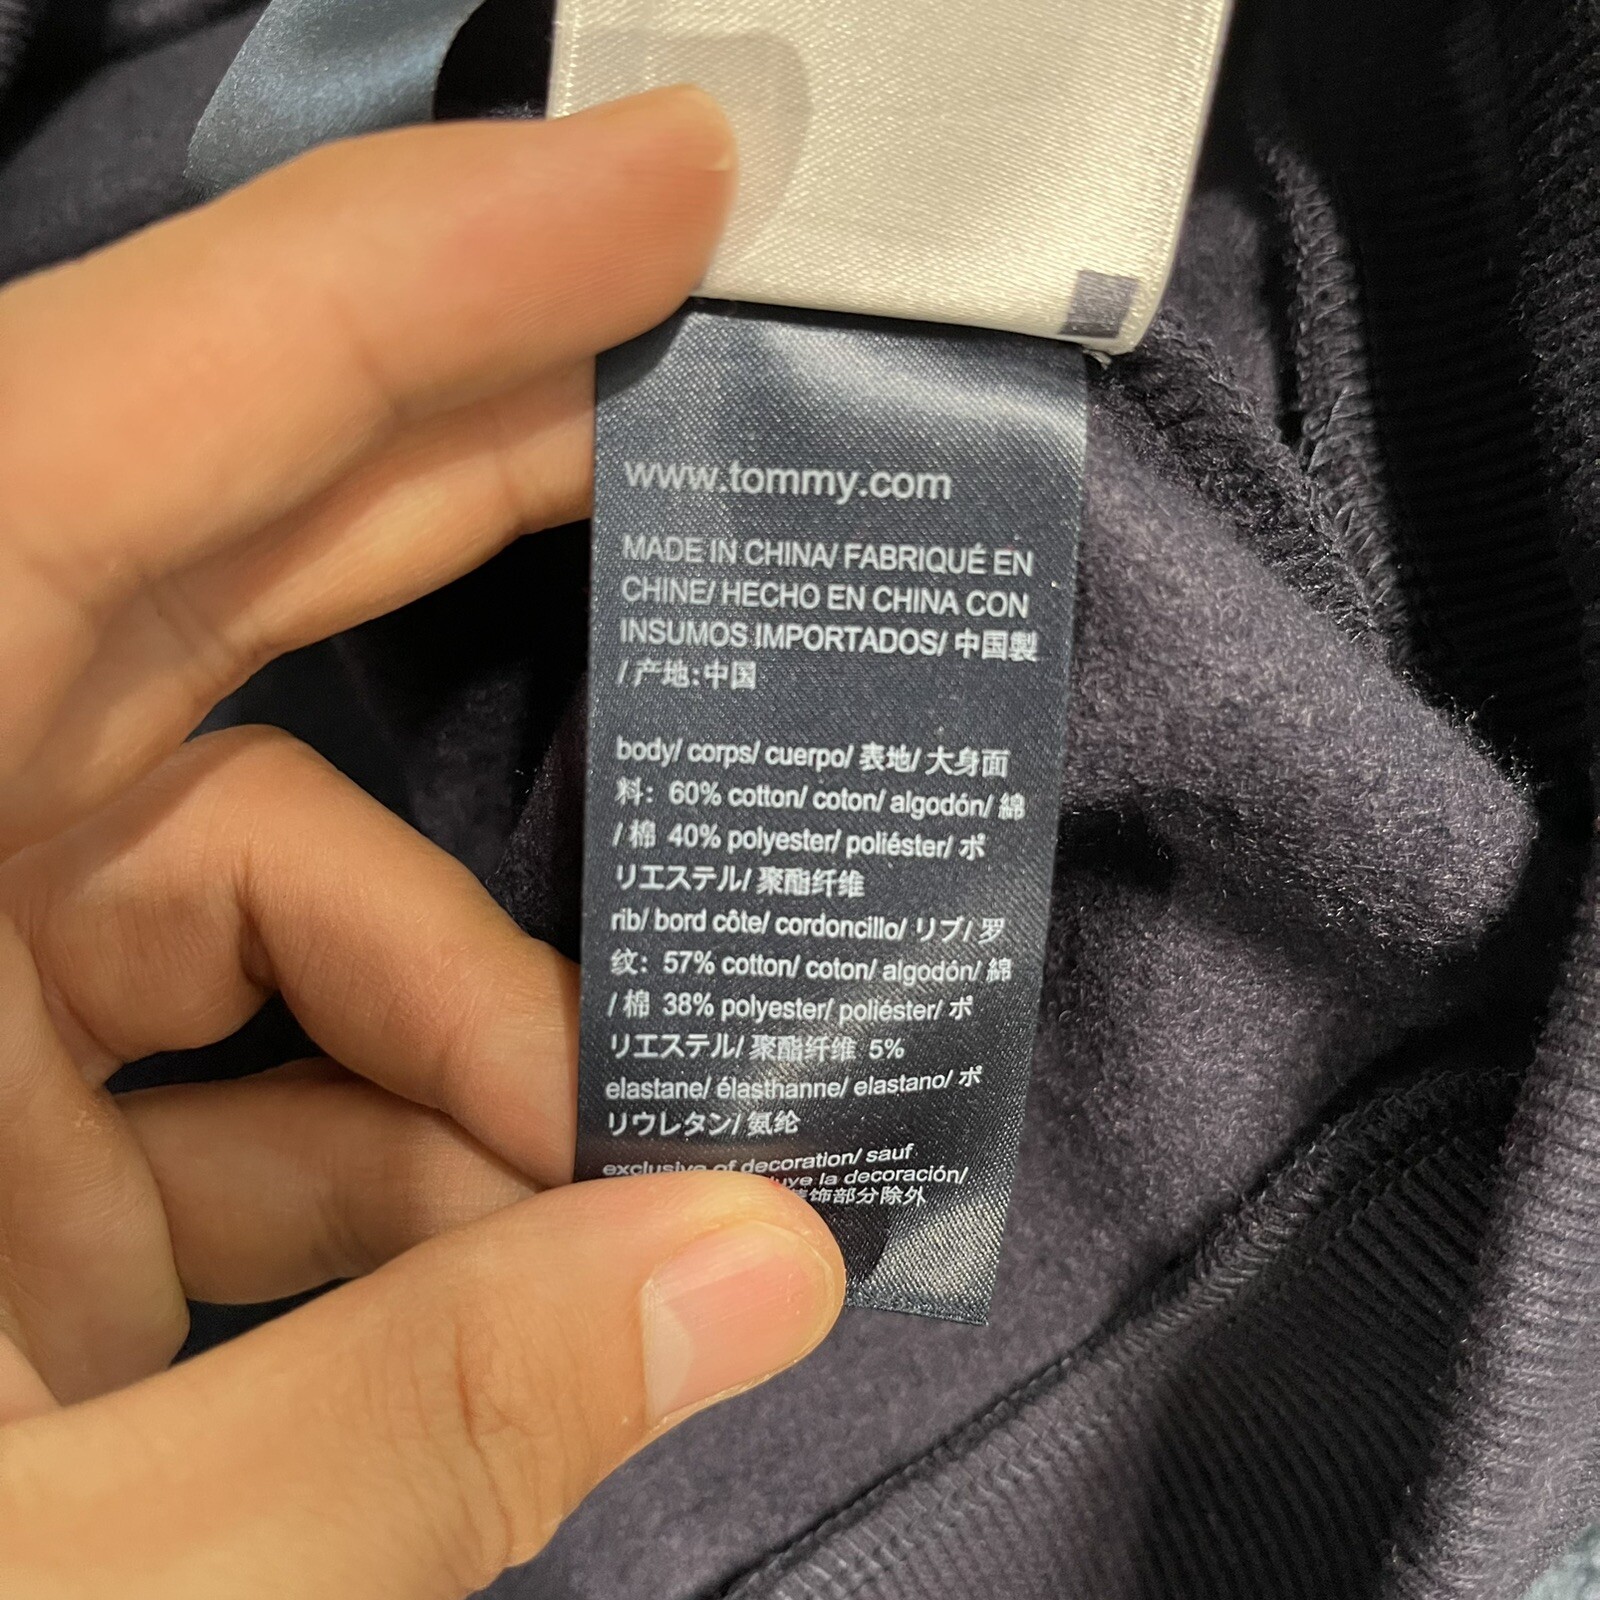 www.tommy.com
MADE IN CHINA/ FABRIQUÉ EN
CHINE/ HECHO EN CHINA CON
INSUMOS IMPORTADOS/ 中国製
/ 产地:中国
body/ corps/ cuerpo/ 表地/ 大身面
料: 60% cotton/ coton/ algodón/ 綿
/ 棉 40% polyester/ poliéster/ ポ
リエステル/ 聚酯纤维
rib/ bord côte/ cordoncillo/ リブ/ 罗
纹: 57% cotton/ coton/ algodón/ 綿
/ 棉 38% polyester/ poliéster/ ポ
リエステル/ 聚酯纤维 5%
elastane/ élasthanne/ elastano/ ポ
リウレタン/ 氨纶
exclusive of decoration/ sauf
la decoración/
饰部分除外